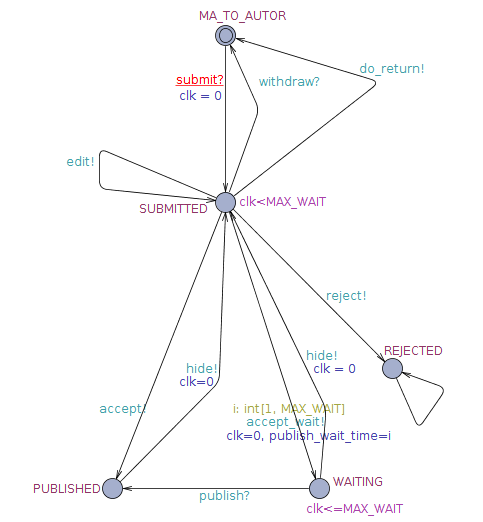 MA_TO_AUTOR
submit?
clk = 0
withdraw?
do_return!
edit!
SUBMITTED
clk<MAX_WAIT
reject!
REJECTED
hide!
clk=0
hide!
clk = 0
accept!
i: int[1, MAX_WAIT]
accept_wait!
clk=0, publish_wait_time=i
PUBLISHED
publish?
WAITING
clk<=MAX_WAIT